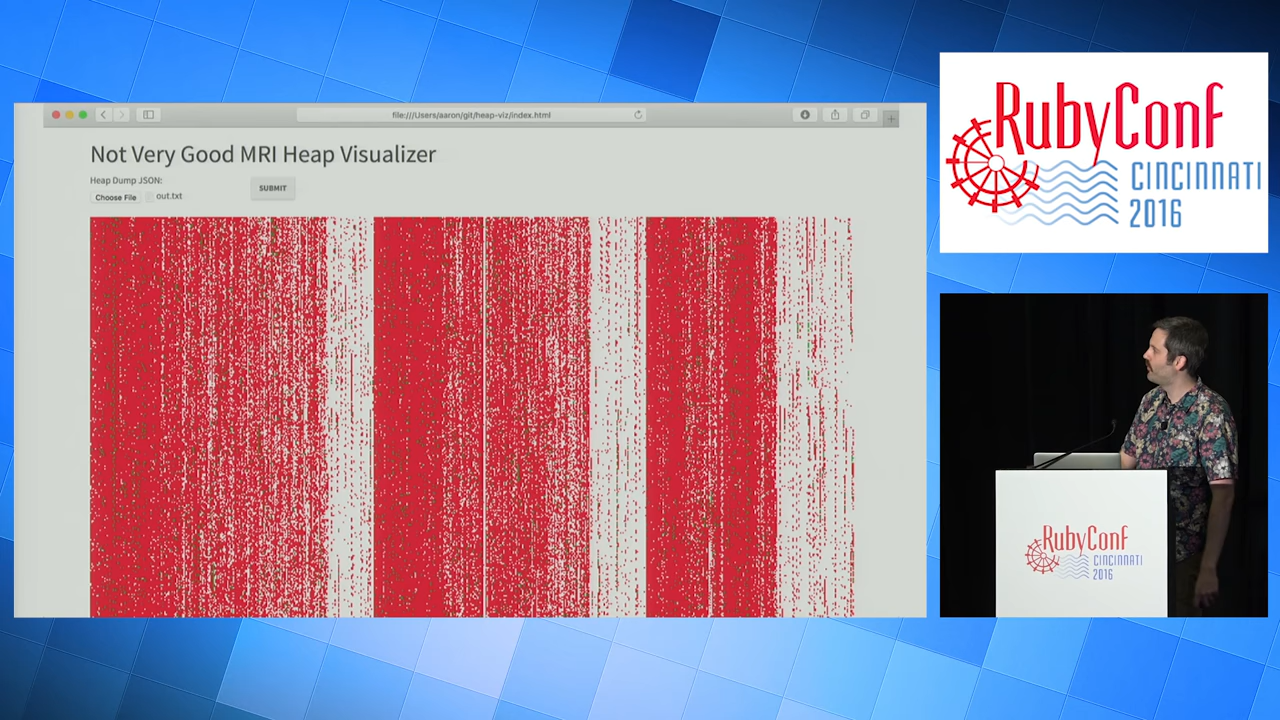 file:///Users/aaron/git/heap-viz/index.html
Not Very Good MRI Heap Visualizer
Heap Dump JSON:
Choose File
out.txt
SUBMIT
RubyConf
CINCINNATI
2016
RubyConf
CINCINNATI
2016